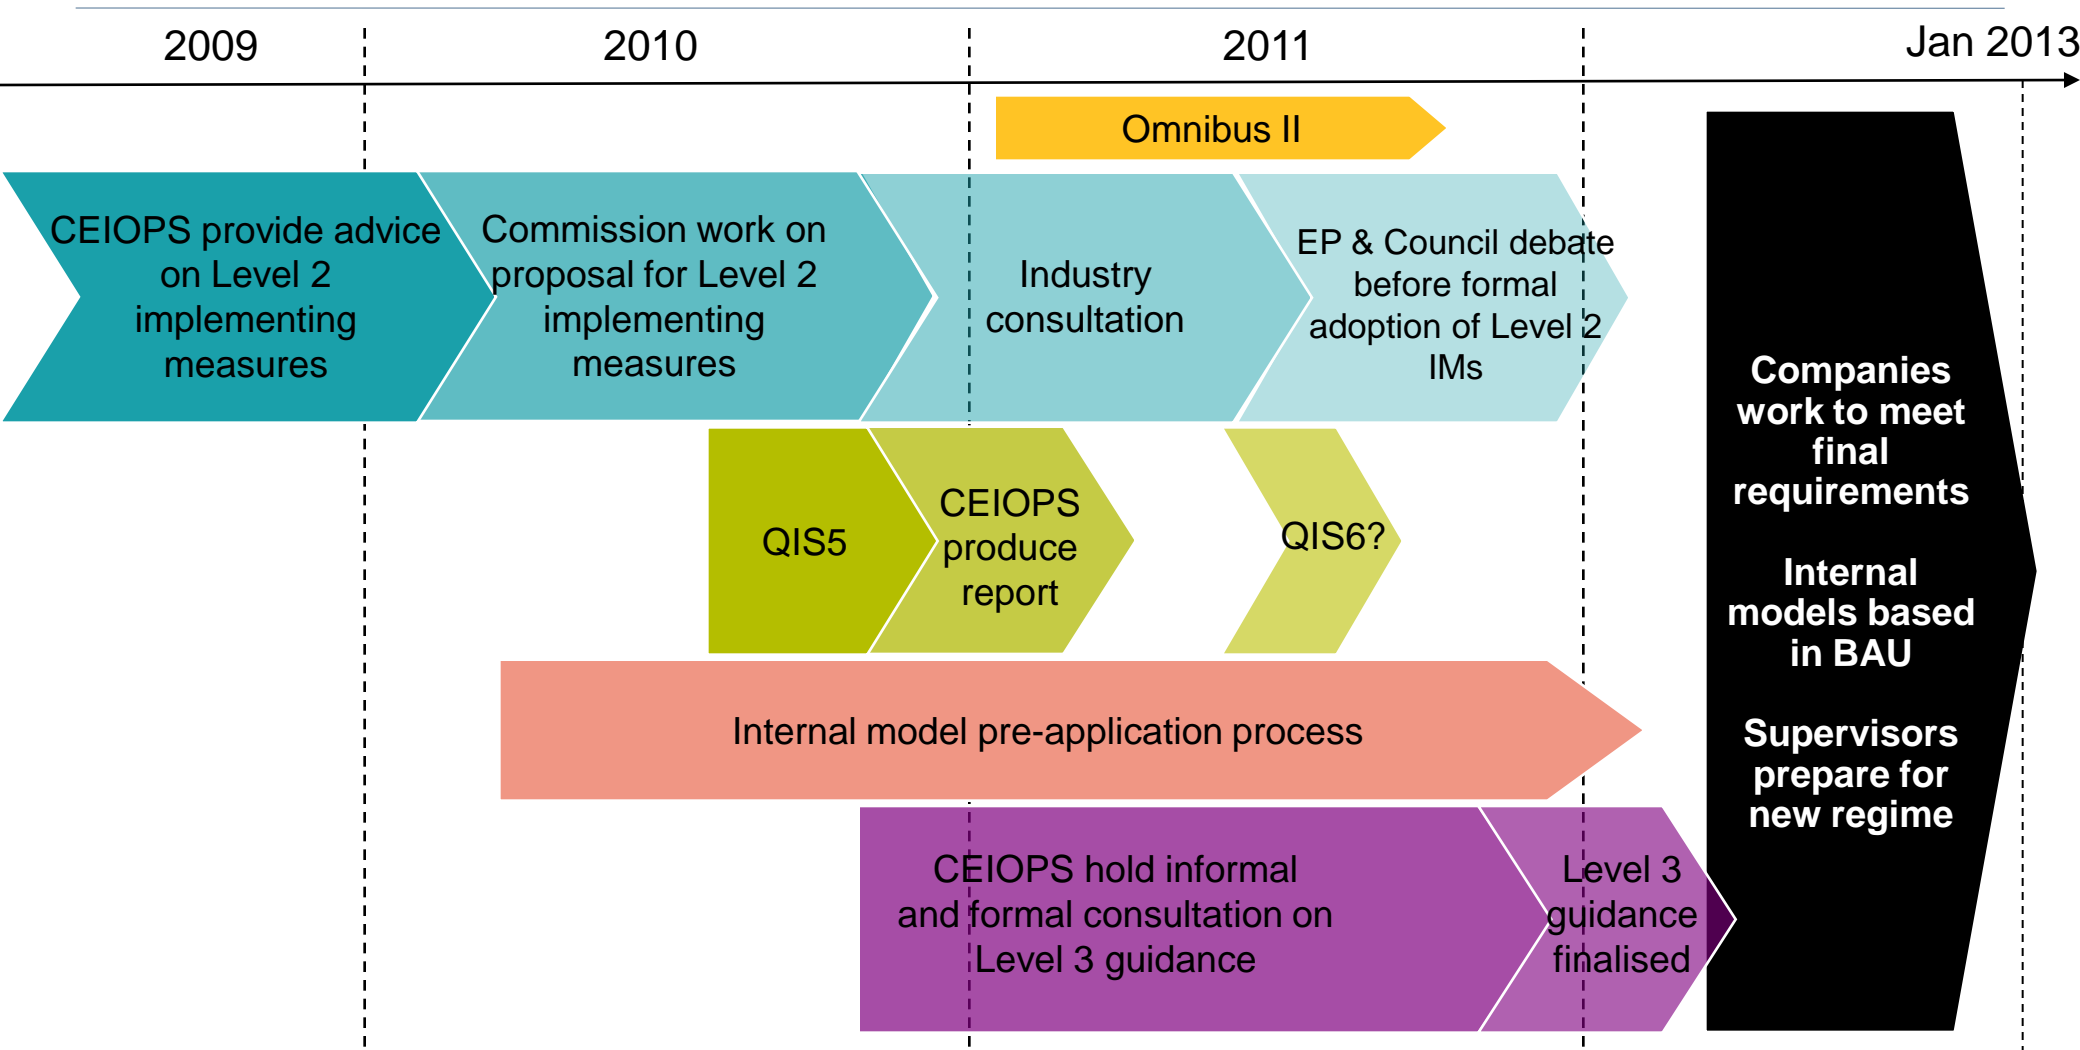 2009
2010
2011
Jan 2013
Omnibus II
CEIOPS provide advice
on Level 2
implementing
measures
Commission work on
proposal for Level 2
implementing
measures
Industry
consultation
EP & Council debate
before formal
adoption of Level 2
IMs
QIS5
CEIOPS
produce
report
QIS6?
Internal model pre-application process
CEIOPS hold informal
and formal consultation on
Level 3 guidance
Level 3
guidance
finalised
Companies
work to meet
final
requirements
Internal
models based
in BAU
Supervisors
prepare for
new regime